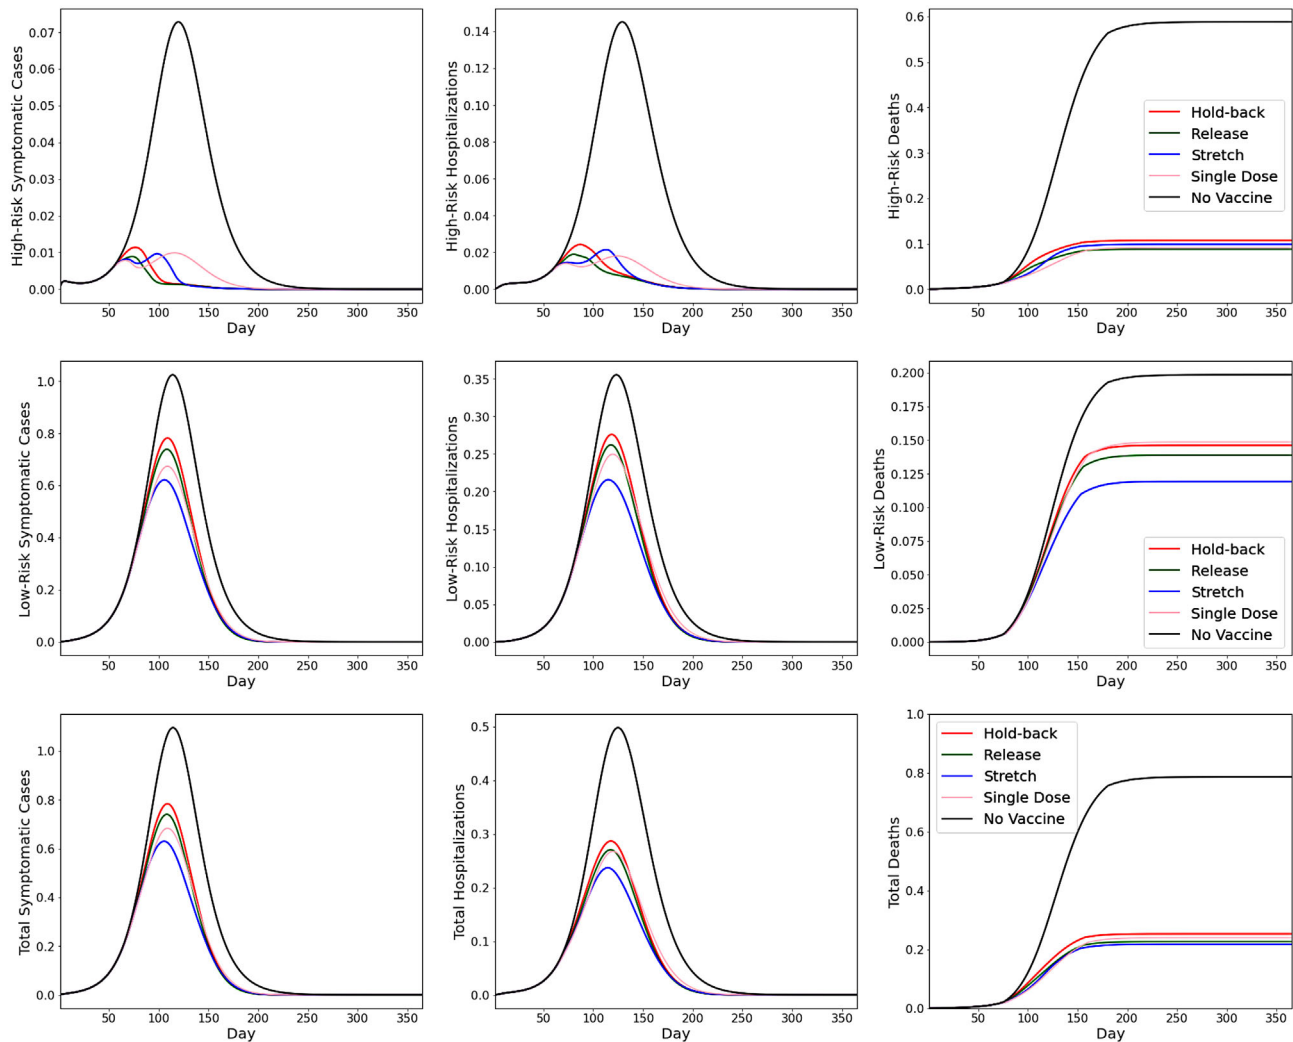 High-Risk Symptomatic Cases
0.07
0.06
0.05
0.04
0.03
0.02
0.01
0.00
50 100 150 200 250 300 350
Day
High-Risk Hospitalizations
0.14
0.12
0.10
0.08
0.06
0.04
0.02
0.00
50 100 150 200 250 300 350
Day
High-Risk Deaths
0.6
0.5
0.4
0.3
0.2
0.1
0.0
Hold-back
Release
Stretch
Single Dose
No Vaccine
50 100 150 200 250 300 350
Day
Low-Risk Symptomatic Cases
1.0
0.8
0.6
0.4
0.2
0.0
50 100 150 200 250 300 350
Day
Low-Risk Hospitalizations
0.35
0.30
0.25
0.20
0.15
0.10
0.05
0.00
50 100 150 200 250 300 350
Day
Low-Risk Deaths
0.200
0.175
0.150
0.125
0.100
0.075
0.050
0.025
0.000
Hold-back
Release
Stretch
Single Dose
No Vaccine
50 100 150 200 250 300 350
Day
Total Symptomatic Cases
1.0
0.8
0.6
0.4
0.2
0.0
50 100 150 200 250 300 350
Day
Total Hospitalizations
0.5
0.4
0.3
0.2
0.1
0.0
50 100 150 200 250 300 350
Day
Total Deaths
1.0
0.8
0.6
0.4
0.2
0.0
Hold-back
Release
Stretch
Single Dose
No Vaccine
50 100 150 200 250 300 350
Day